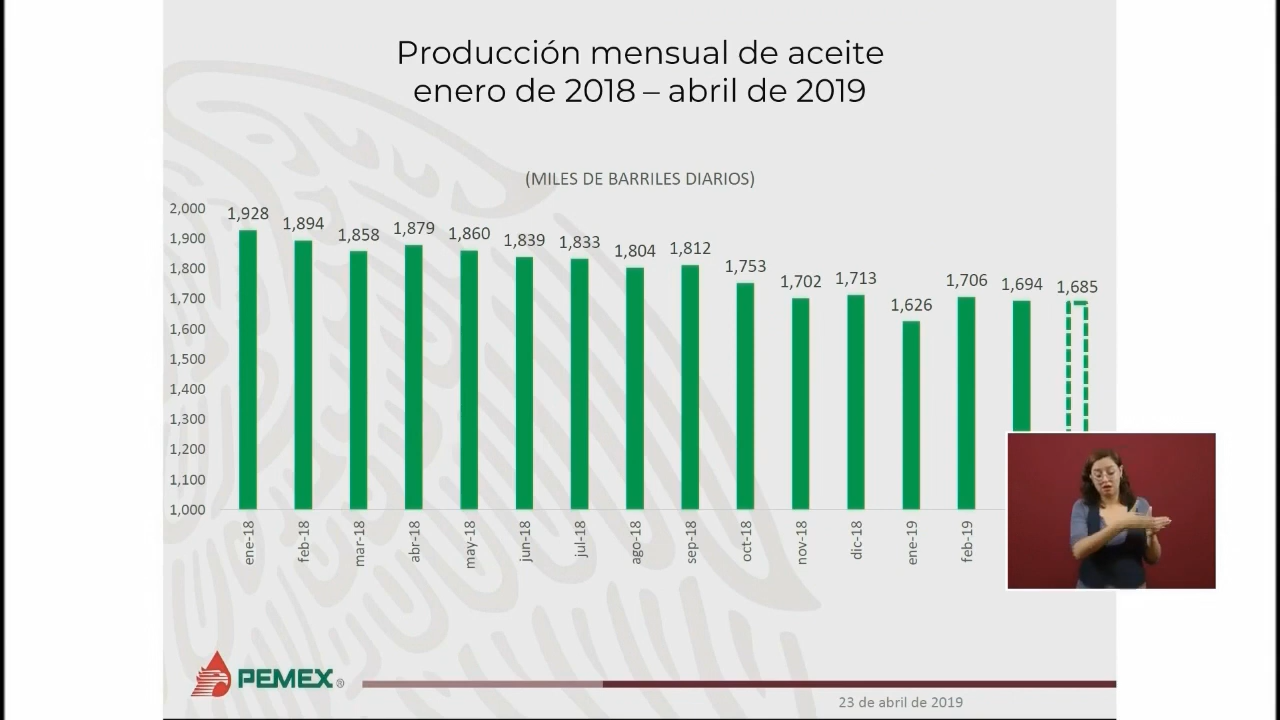 Producción mensual de aceite
enero de 2018 – abril de 2019
(MILES DE BARRILES DIARIOS)
2,000
1,900
1,800
1,700
1,600
1,500
1,400
1,300
1,200
1,100
1,000
1,928
1,894
1,858
1,879
1,860
1,839
1,833
1,804
1,812
1,753
1,702
1,713
1,626
1,706
1,694
1,685
ene-18
feb-18
mar-18
abr-18
may-18
jun-18
jul-18
ago-18
sep-18
oct-18
nov-18
dic-18
ene-19
feb-19
PEMEX®
23 de abril de 2019